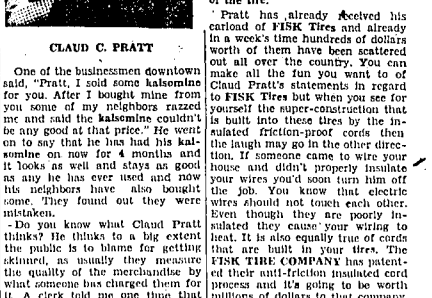 CLAUD C. PRATT
One of the businessmen downtown
said, "Pratt, I sold some kalsomine
for you. After I bought mine from
you some of my neighbors razzed
me and said the kalsomine couldn't
be any good at that price." He went
on to say that he has had his kal-
somine on now for 4 months and
it looks as well and stays as good
as any he has ever used and now
his neighbors have also bought
some. They found out they were
mistaken.
Do you know what Claud Pratt
thinks? He thinks to a big extent
the public is to blame for getting
skinned, as usually they measure
the quality of the merchandise by
what someone has charged them for
it. A clerk told me one time that
of the life.
Pratt has already received his
carload of FISK Tires and already
in a week's time hundreds of dollars
worth of them have been scattered
out all over the country. You can
make all the fun you want to of
Claud Pratt's statements in regard
to FISK Tires but when you see for
yourself the super-construction that
is built into these tires by the in-
sulated friction-proof cords then
the laugh may go in the other direc-
tion. If someone came to wire your
house and didn't properly insulate
your wires you'd soon turn him off
the job. You know that electric
wires should not touch each other.
Even though they are poorly in-
sulated they cause your wiring to
heat. It is also equally true of cords
that are built in your tires. The
FISK TIRE COMPANY has patent-
ed their anti-friction insulated cord
process and it's going to be worth
millions of dollars to that company